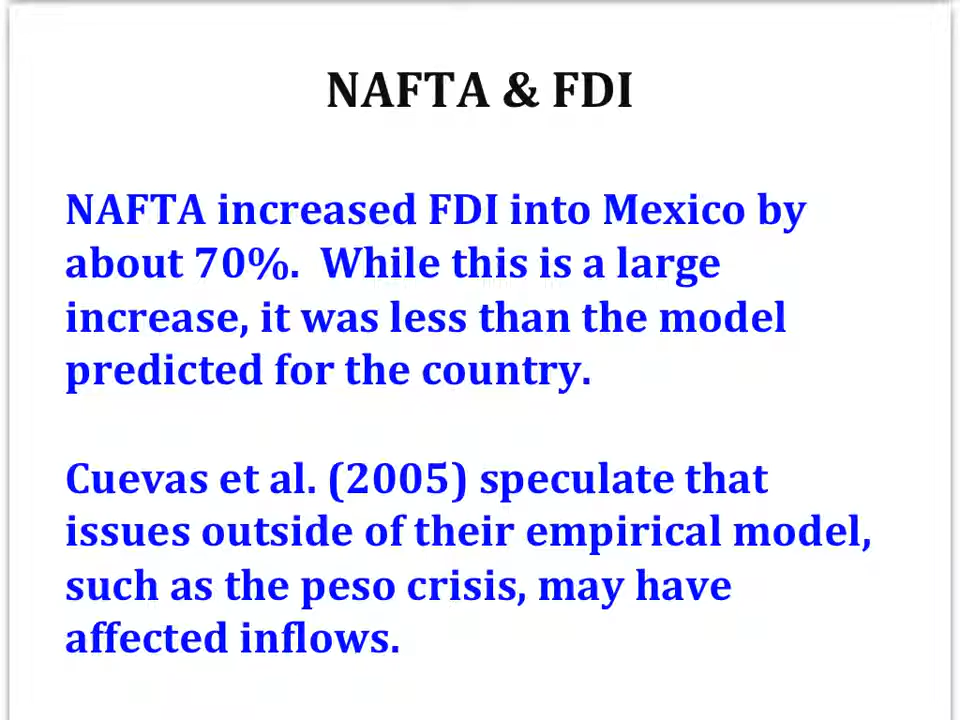 NAFTA & FDI
NAFTA increased FDI into Mexico by
about 70%.  While this is a large
increase, it was less than the model
predicted for the country.
Cuevas et al. (2005) speculate that
issues outside of their empirical model,
such as the peso crisis, may have
affected inflows.